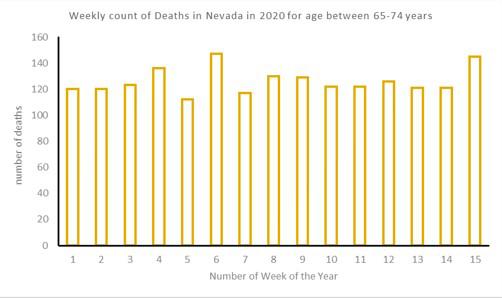 Weekly count of Deaths in Nevada in 2020 for age between 65-74 years
number of deaths
160
140
120
100
80
60
40
20
0
1 2 3 4 5 6 7 8 9 10 11 12 13 14 15
Number of Week of the Year